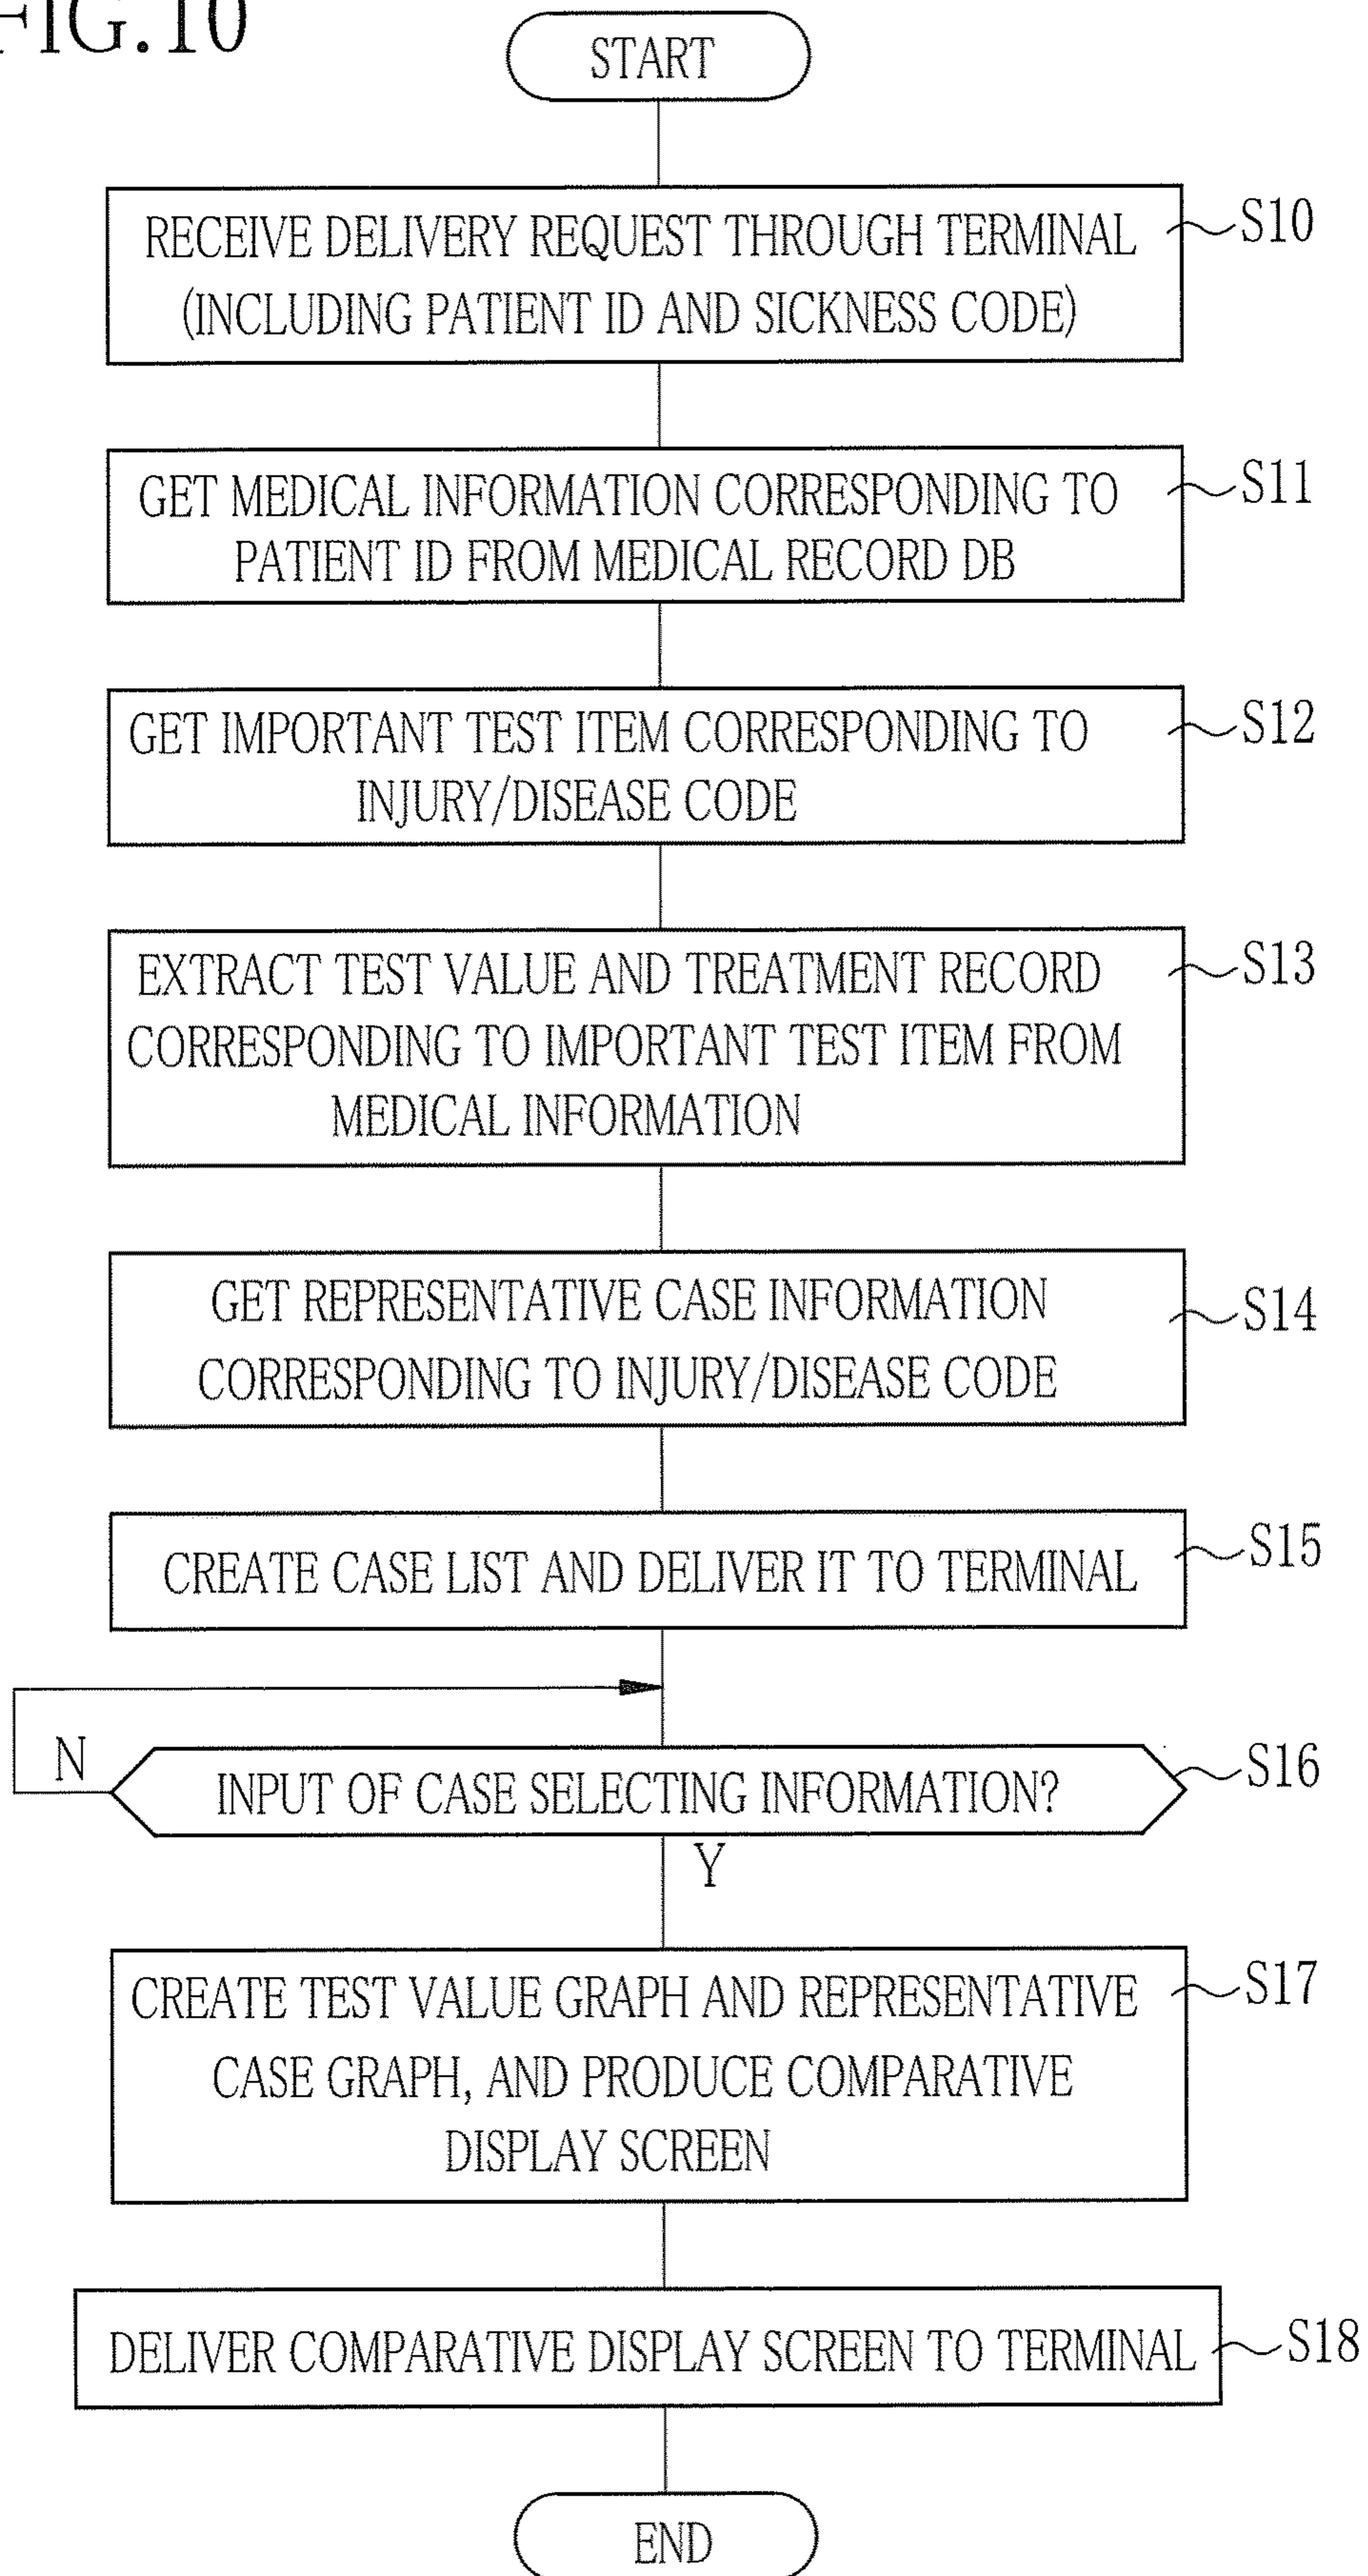 FIG.10
START
RECEIVE DELIVERY REQUEST THROUGH TERMINAL
(INCLUDING PATIENT ID AND SICKNESS CODE)
S10
GET MEDICAL INFORMATION CORRESPONDING TO
PATIENT ID FROM MEDICAL RECORD DB
S11
GET IMPORTANT TEST ITEM CORRESPONDING TO
INJURY/DISEASE CODE
S12
EXTRACT TEST VALUE AND TREATMENT RECORD
CORRESPONDING TO IMPORTANT TEST ITEM FROM
MEDICAL INFORMATION
S13
GET REPRESENTATIVE CASE INFORMATION
CORRESPONDING TO INJURY/DISEASE CODE
S14
CREATE CASE LIST AND DELIVER IT TO TERMINAL
S15
N
INPUT OF CASE SELECTING INFORMATION?
S16
Y
CREATE TEST VALUE GRAPH AND REPRESENTATIVE
CASE GRAPH, AND PRODUCE COMPARATIVE
DISPLAY SCREEN
S17
DELIVER COMPARATIVE DISPLAY SCREEN TO TERMINAL
S18
END